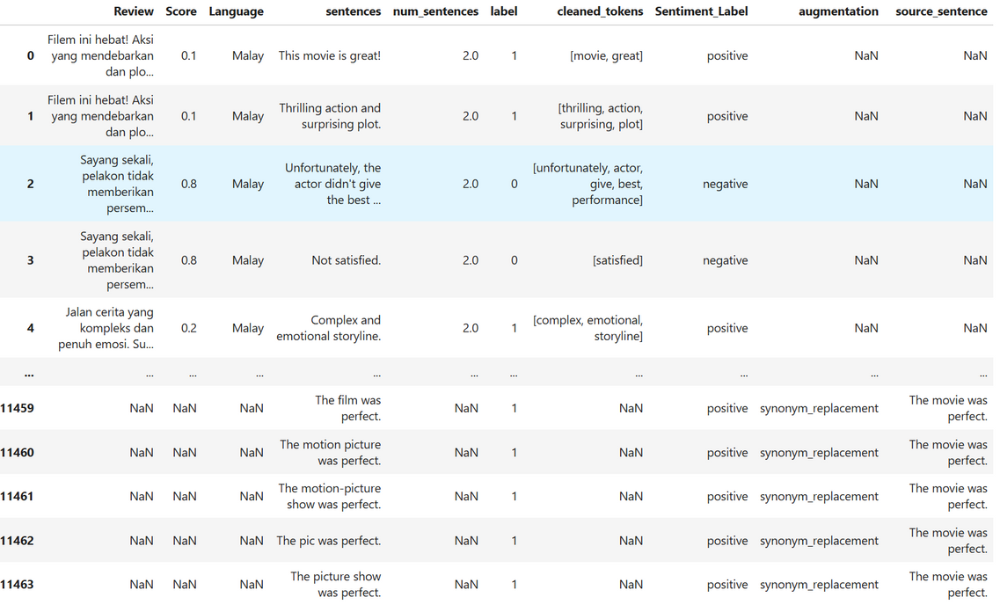 Review Score Language sentences num_sentences label cleaned_tokens Sentiment_Label augmentation source_sentence
Filem ini hebat! Aksi
0 yang mendebarkan 0.1 Malay This movie is great! 2.0 1 [movie, great] positive NaN NaN
dan plo...
Filem ini hebat! Aksi Thrilling action and [thrilling, action,
1 yang mendebarkan 0.1 Malay surprising plot. 2.0 1 surprising, plot] positive NaN NaN
dan plo...
Sayang sekali,
pelakon tidak Unfortunately, the [unfortunately, actor,
2 memberikan 0.8 Malay actor didn't give 2.0 0 give, best, negative NaN NaN
persem... the best ... performance]
Sayang sekali,
pelakon tidak
3 memberikan 0.8 Malay Not satisfied. 2.0 0 [satisfied] negative NaN NaN
persem...
Jalan cerita yang Complex and [complex, emotional,
4 kompleks dan 0.2 Malay emotional storyline. 2.0 1 storyline] positive NaN NaN
penuh emosi. Su...
... ... ... ... ... ... ... ... ... ... ...
The film was The movie was
11459 NaN NaN NaN perfect. NaN 1 NaN positive synonym_replacement perfect.
The motion picture The movie was
11460 NaN NaN NaN was perfect. NaN 1 NaN positive synonym_replacement perfect.
The motion-picture The movie was
11461 NaN NaN NaN show was perfect. NaN 1 NaN positive synonym_replacement perfect.
The movie was
11462 NaN NaN NaN The pic was perfect. NaN 1 NaN positive synonym_replacement perfect.
The picture show The movie was
11463 NaN NaN NaN was perfect. NaN 1 NaN positive synonym_replacement perfect.